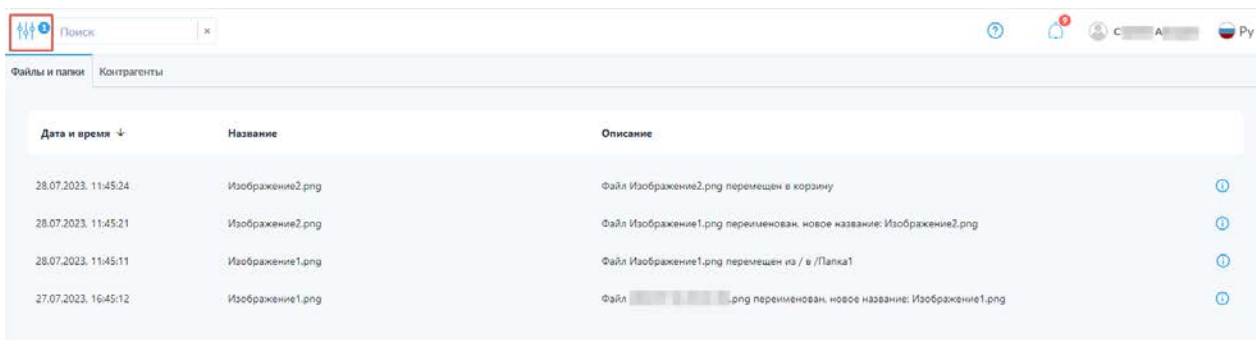 1 Поиск × ? 9 С А Ру
Файлы и папки Контрагенты
Дата и время ↓ Название Описание
28.07.2023, 11:45:24 Изображение2.png Файл Изображение2.png перемещен в корзину
28.07.2023, 11:45:21 Изображение2.png Файл Изображение1.png переименован, новое название: Изображение2.png
28.07.2023, 11:45:11 Изображение1.png Файл Изображение1.png перемещен из / в /Папка1
27.07.2023, 16:45:12 Изображение1.png Файл .png переименован, новое название: Изображение1.png